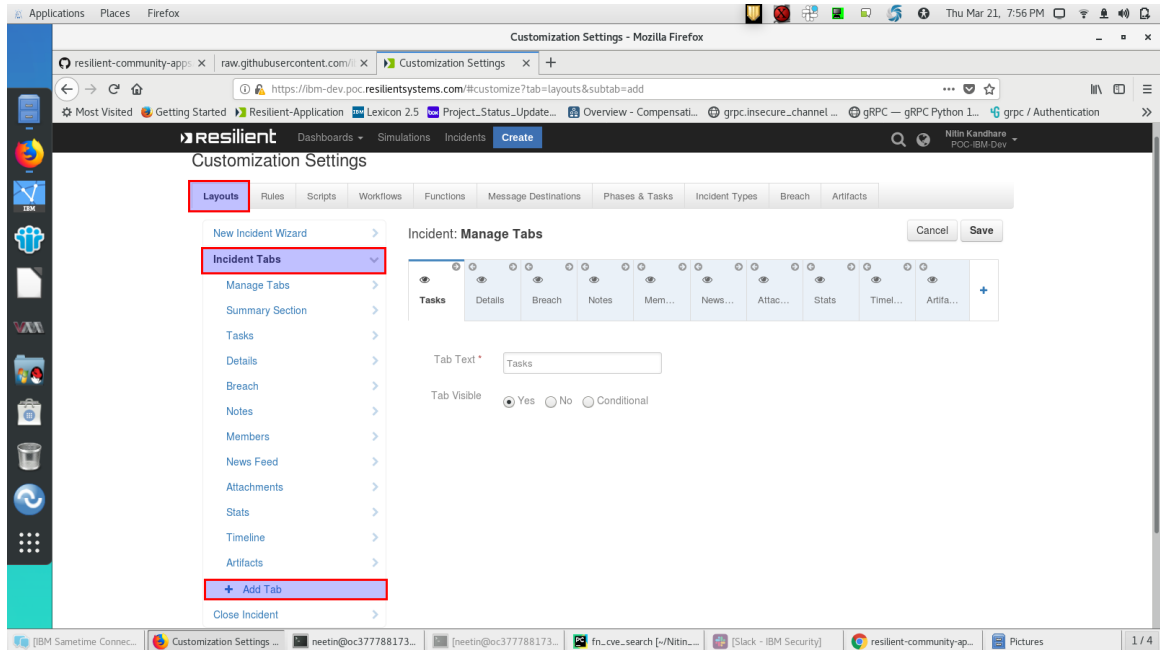 Applications Places Firefox Thu Mar 21, 7:56 PM
Customization Settings - Mozilla Firefox
resilient-community-apps raw.githubusercontent.com/ Customization Settings
https://ibm-dev.poc.resilientsystems.com/#customize?tab=layouts&subtab=add
Most Visited Getting Started Resilient-Application Lexicon 2.5 Project_Status_Update... Overview - Compensati... grpc.insecure_channel ... gRPC — gRPC Python 1... grpc / Authentication
Resilient Dashboards Simulations Incidents Create Nitin Kandhare
POC-IBM-Dev
Customization Settings
Layouts Rules Scripts Workflows Functions Message Destinations Phases & Tasks Incident Types Breach Artifacts
New Incident Wizard
Incident: Manage Tabs Cancel Save
Incident Tabs
Manage Tabs
Tasks Details Breach Notes Mem... News... Attac... Stats Timel... Artifa... +
Summary Section
Tasks
Details
Tab Text * Tasks
Breach
Tab Visible Yes No Conditional
Notes
Members
News Feed
Attachments
Stats
Timeline
Artifacts
+ Add Tab
Close Incident
[IBM Sametime Connec... Customization Settings ... neetin@oc377788173... [neetin@oc377788173... fn_cve_search [~/Nitin_... [Slack - IBM Security] resilient-community-ap... Pictures 1 / 4